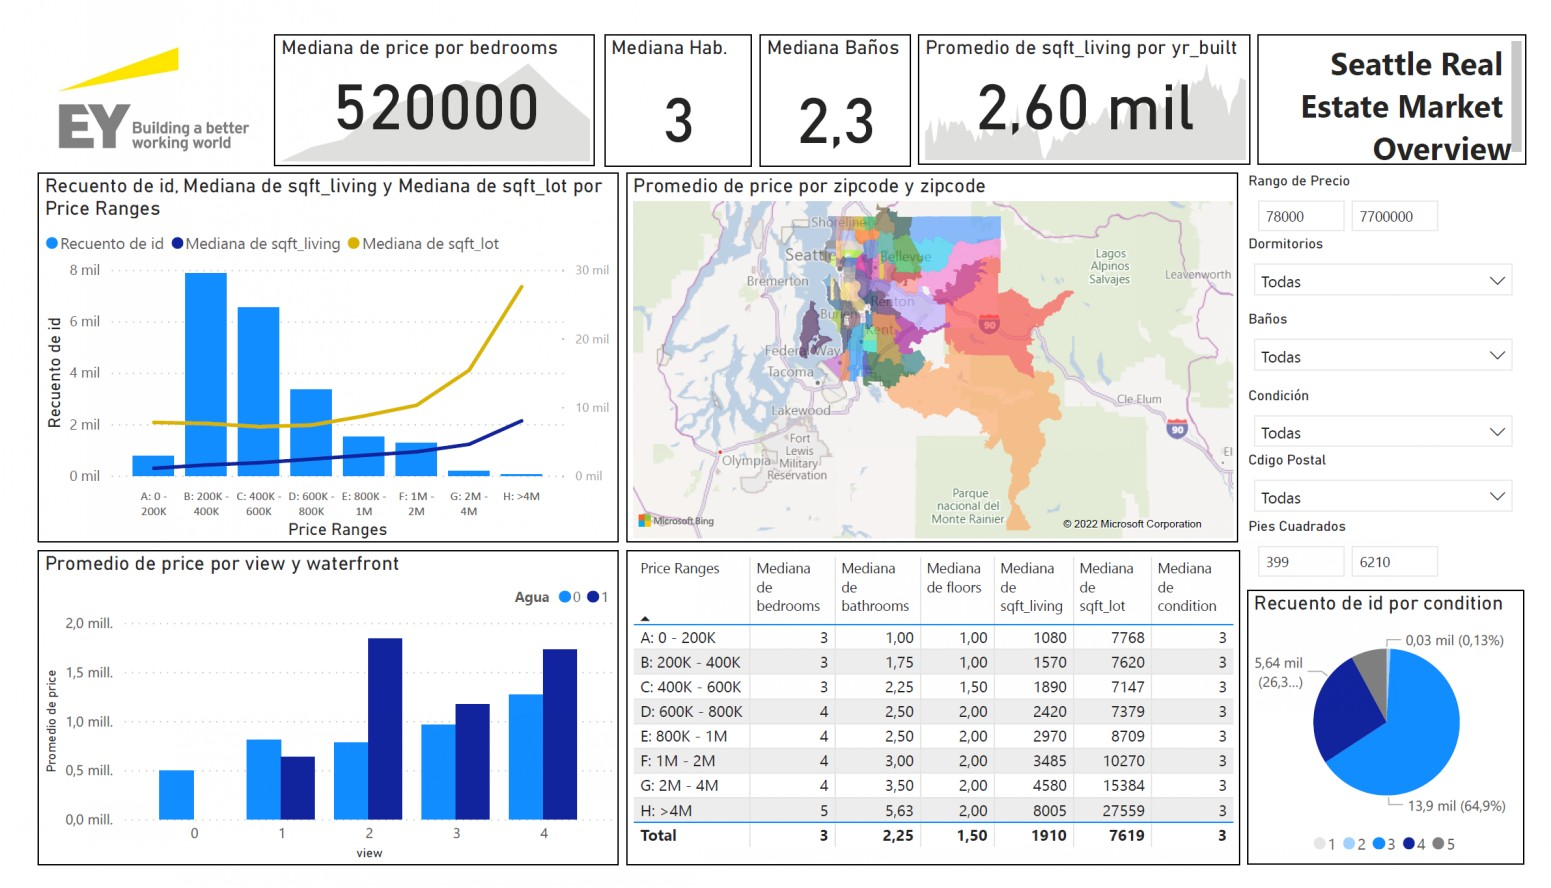 EY
Building a better
working world
Mediana de price por bedrooms
520000
Mediana Hab.
3
Mediana Baños
2,3
Promedio de sqft_living por yr_built
2,60 mil
Seattle Real
Estate Market
Overview
Recuento de id, Mediana de sqft_living y Mediana de sqft_lot por
Price Ranges
Recuento de id Mediana de sqft_living Mediana de sqft_lot
8 mil
6 mil
4 mil
2 mil
0 mil
Recuento de id
30 mil
20 mil
10 mil
0 mil
A: 0 - 200K
B: 200K - 400K
C: 400K - 600K
D: 600K - 800K
E: 800K - 1M
F: 1M - 2M
G: 2M - 4M
H: >4M
Price Ranges
Promedio de price por zipcode y zipcode
Shoreline
Seattle
Bellevue
Bremerton
Renton
Burien
Kent
Federal Way
Tacoma
Lakewood
Fort
Lewis
Military
Reservation
Olympia
Lagos
Alpinos
Salvajes
Leavenworth
90
Cle Elum
90
El
Parque
nacional del
Monte Rainier
Microsoft Bing
© 2022 Microsoft Corporation
Rango de Precio
78000 7700000
Dormitorios
Todas
Baños
Todas
Condición
Todas
Cdigo Postal
Todas
Pies Cuadrados
399 6210
Promedio de price por view y waterfront
Agua 0 1
2,0 mill.
1,5 mill.
1,0 mill.
0,5 mill.
0,0 mill.
Promedio de price
0 1 2 3 4
view
Price Ranges Mediana de bedrooms Mediana de bathrooms Mediana de floors Mediana de sqft_living Mediana de sqft_lot Mediana de condition
A: 0 - 200K 3 1,00 1,00 1080 7768 3
B: 200K - 400K 3 1,75 1,00 1570 7620 3
C: 400K - 600K 3 2,25 1,50 1890 7147 3
D: 600K - 800K 4 2,50 2,00 2420 7379 3
E: 800K - 1M 4 2,50 2,00 2970 8709 3
F: 1M - 2M 4 3,00 2,00 3485 10270 3
G: 2M - 4M 4 3,50 2,00 4580 15384 3
H: >4M 5 5,63 2,00 8005 27559 3
Total 3 2,25 1,50 1910 7619 3
Recuento de id por condition
0,03 mil (0,13%)
5,64 mil
(26,3...)
13,9 mil (64,9%)
1 2 3 4 5